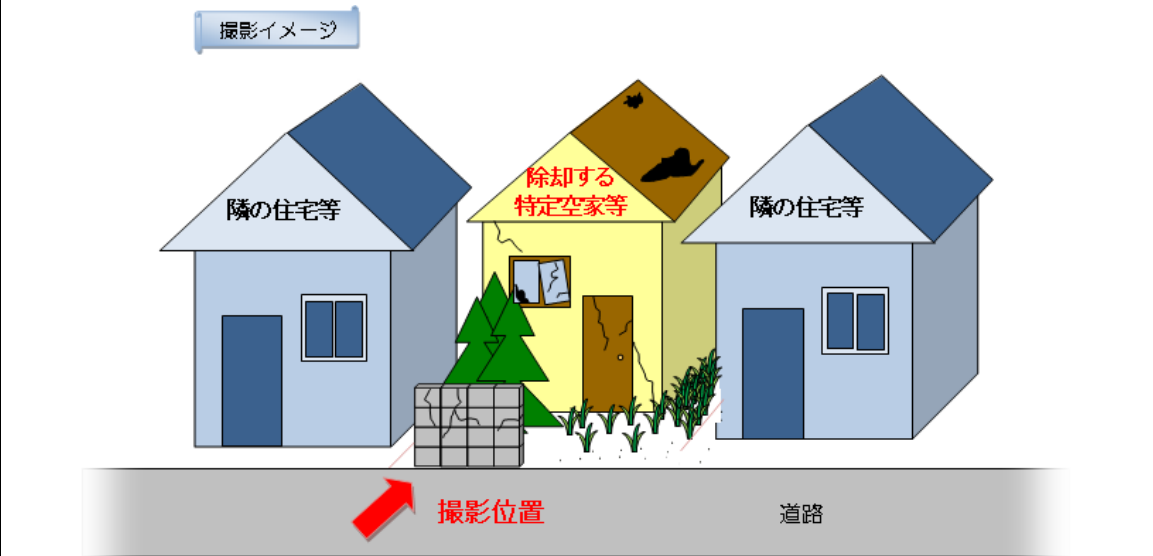 撮影イメージ
隣の住宅等
除却する
特定空家等
隣の住宅等
撮影位置
道路